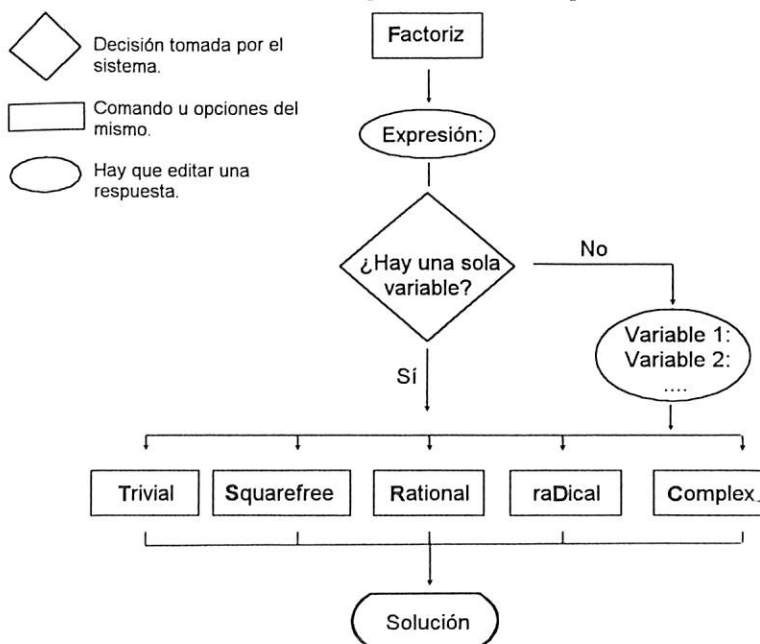 Decisión tomada por el
sistema.
Comando u opciones del
mismo.
Hay que editar una
respuesta.
Factoriz
Expresión:
¿Hay una sola
variable?
No
Sí
Variable 1:
Variable 2:
....
Trivial
Squarefree
Rational
raDical
Complex
Solución